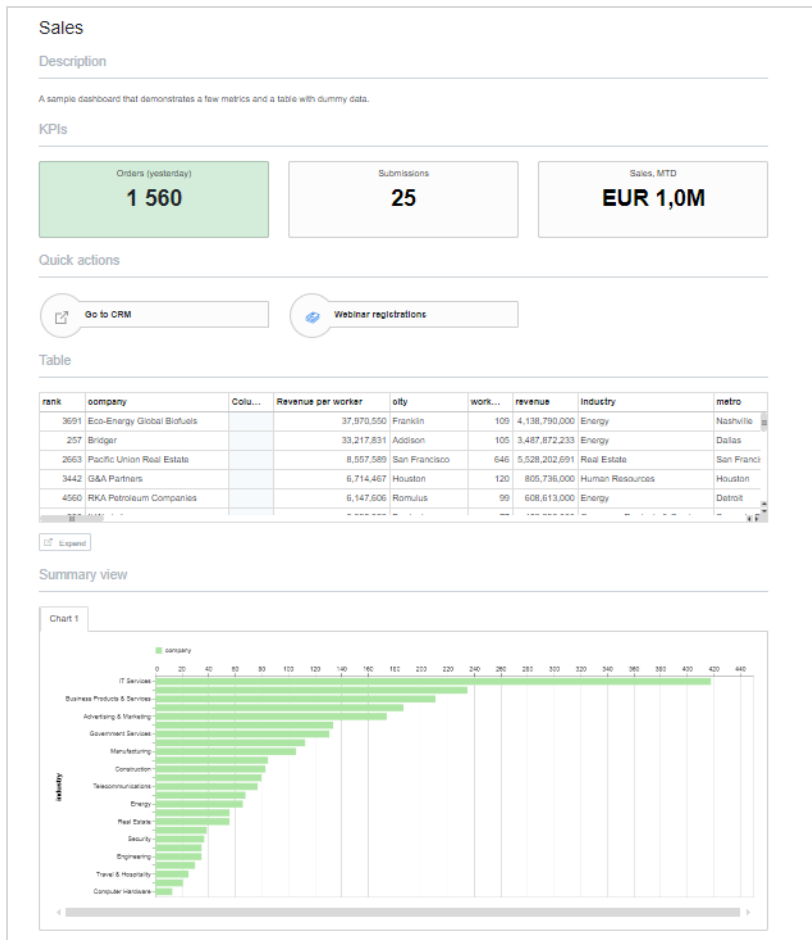 Sales
Description
A sample dashboard that demonstrates a few metrics and a table with dummy data.
KPIs
Orders (yesterday) Submissions Sales, MTD
1 560 25 EUR 1,0M
Quick actions
Go to CRM Webinar registrations
Table
rank company Colu... Revenue per worker city work... revenue industry metro
3691 Eco-Energy Global Biofuels 37,970,550 Franklin 109 4,138,790,000 Energy Nashville
257 Bridger 33,217,831 Addison 105 3,487,872,233 Energy Dallas
2663 Pacific Union Real Estate 8,557,589 San Francisco 646 5,528,202,691 Real Estate San Franci
3442 G&A Partners 6,714,467 Houston 120 805,736,000 Human Resources Houston
4560 RKA Petroleum Companies 6,147,606 Romulus 99 608,613,000 Energy Detroit
Expand
Summary view
Chart 1
company
0 20 40 60 80 100 120 140 160 180 200 220 240 260 280 300 320 340 360 380 400 420 440
IT Services
Business Products & Services
Advertising & Marketing
Government Services
Manufacturing
Construction
industry
Telecommunications
Energy
Real Estate
Security
Engineering
Travel & Hospitality
Computer Hardware